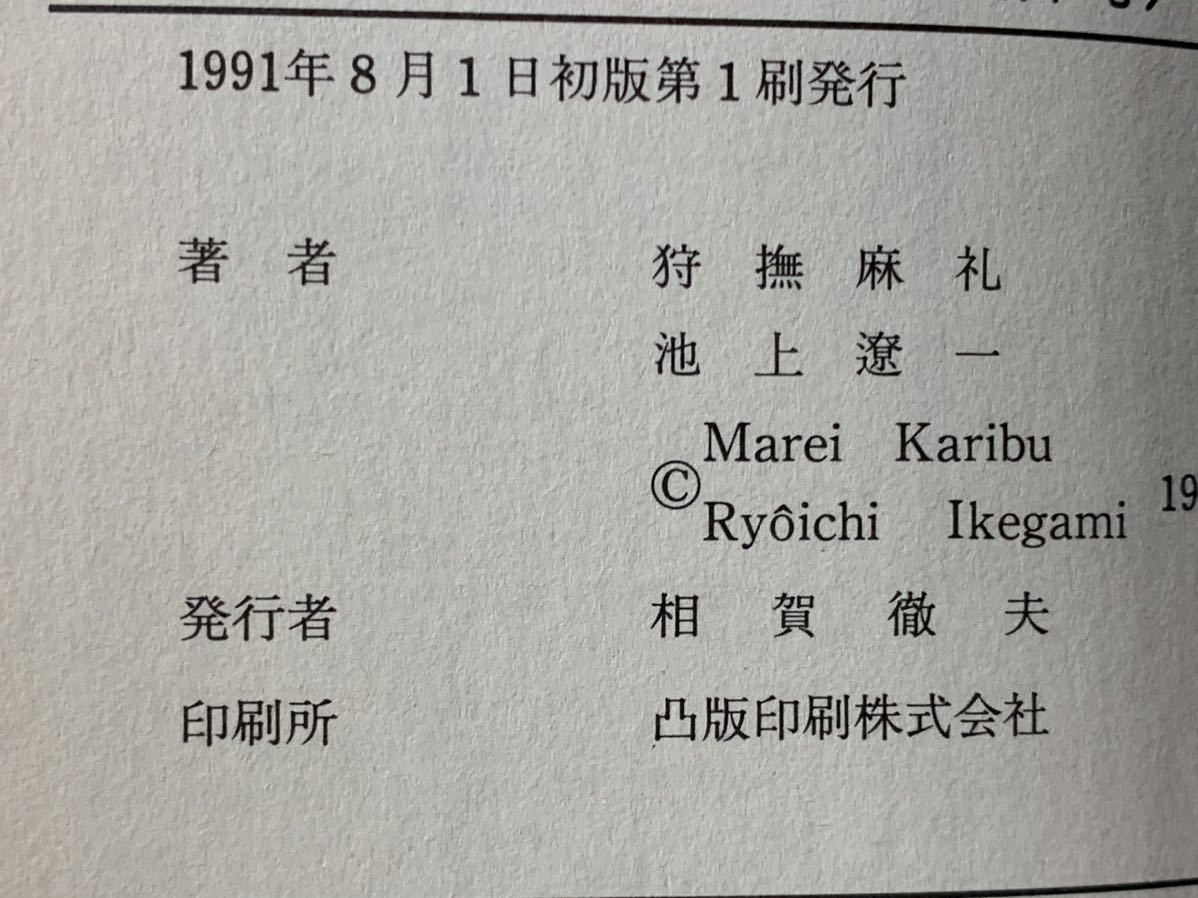 1991年8月1日初版第1刷発行
著者 狩撫麻礼
池上遼一
©Marei Karibu
Ryôichi Ikegami 19
発行者 相賀徹夫
印刷所 凸版印刷株式会社